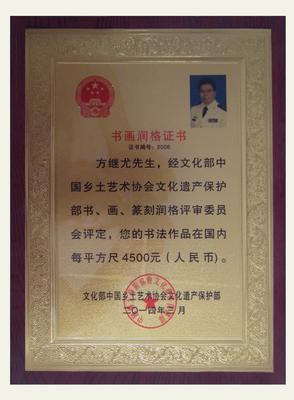 书画润格证书
证书编号：2008
方继尤先生，经文化部中
国乡土艺术协会文化遗产保护
部书、画、篆刻润格评审委员
会评定，您的书法作品在国内
每平方尺4500元（人民币）。
文化部中国乡土艺术协会文化遗产保护部
二〇一四年三月